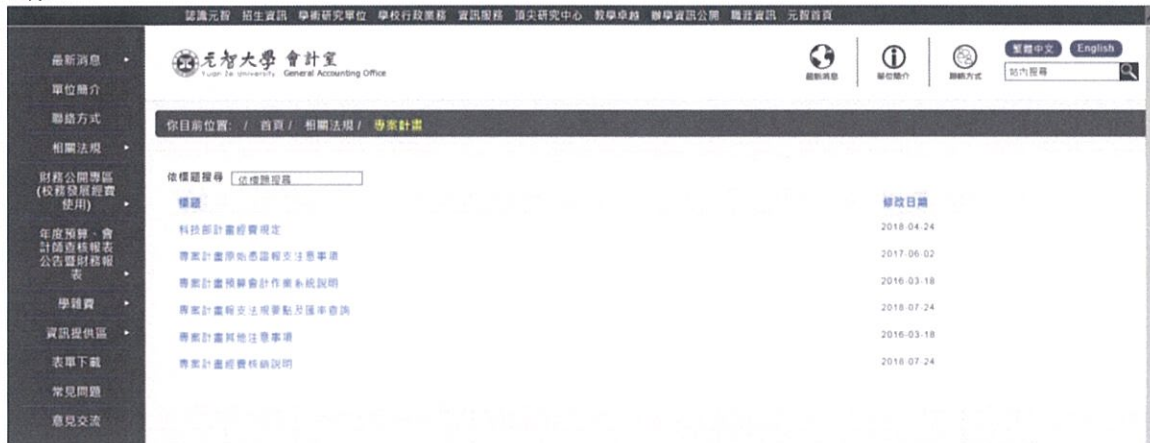 認識元智 招生資訊 學術研究單位 學校行政業務 資訊服務 頂尖研究中心 教學卓越 辦學資訊公開 職涯資訊 元智首頁
最新消息
單位簡介
聯絡方式
相關法規
財務公開專區
(校務發展經費
使用)
年度預算、會
計師查核報表
公告暨財務報
表
學雜費
資訊提供區
表單下載
常見問題
意見交流
元智大學 會計室
Yuan Ze University General Accounting Office
最新消息
單位簡介
聯絡方式
繁體中文 English
站內搜尋
你目前位置: / 首頁 / 相關法規 / 專案計畫
依標題搜尋 依標題搜尋
標題 修改日期
科技部計畫經費規定 2018-04-24
專案計畫原始憑證報支注意事項 2017-06-02
專案計畫預算會計作業系統說明 2016-03-18
專案計畫報支法規要點及匯率查詢 2018-07-24
專案計畫其他注意事項 2016-03-18
專案計畫經費核銷說明 2018-07-24